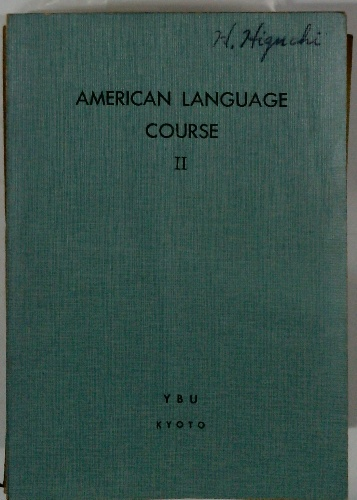 H. Higuchi
AMERICAN LANGUAGE
COURSE
II
YBU
KYOTO